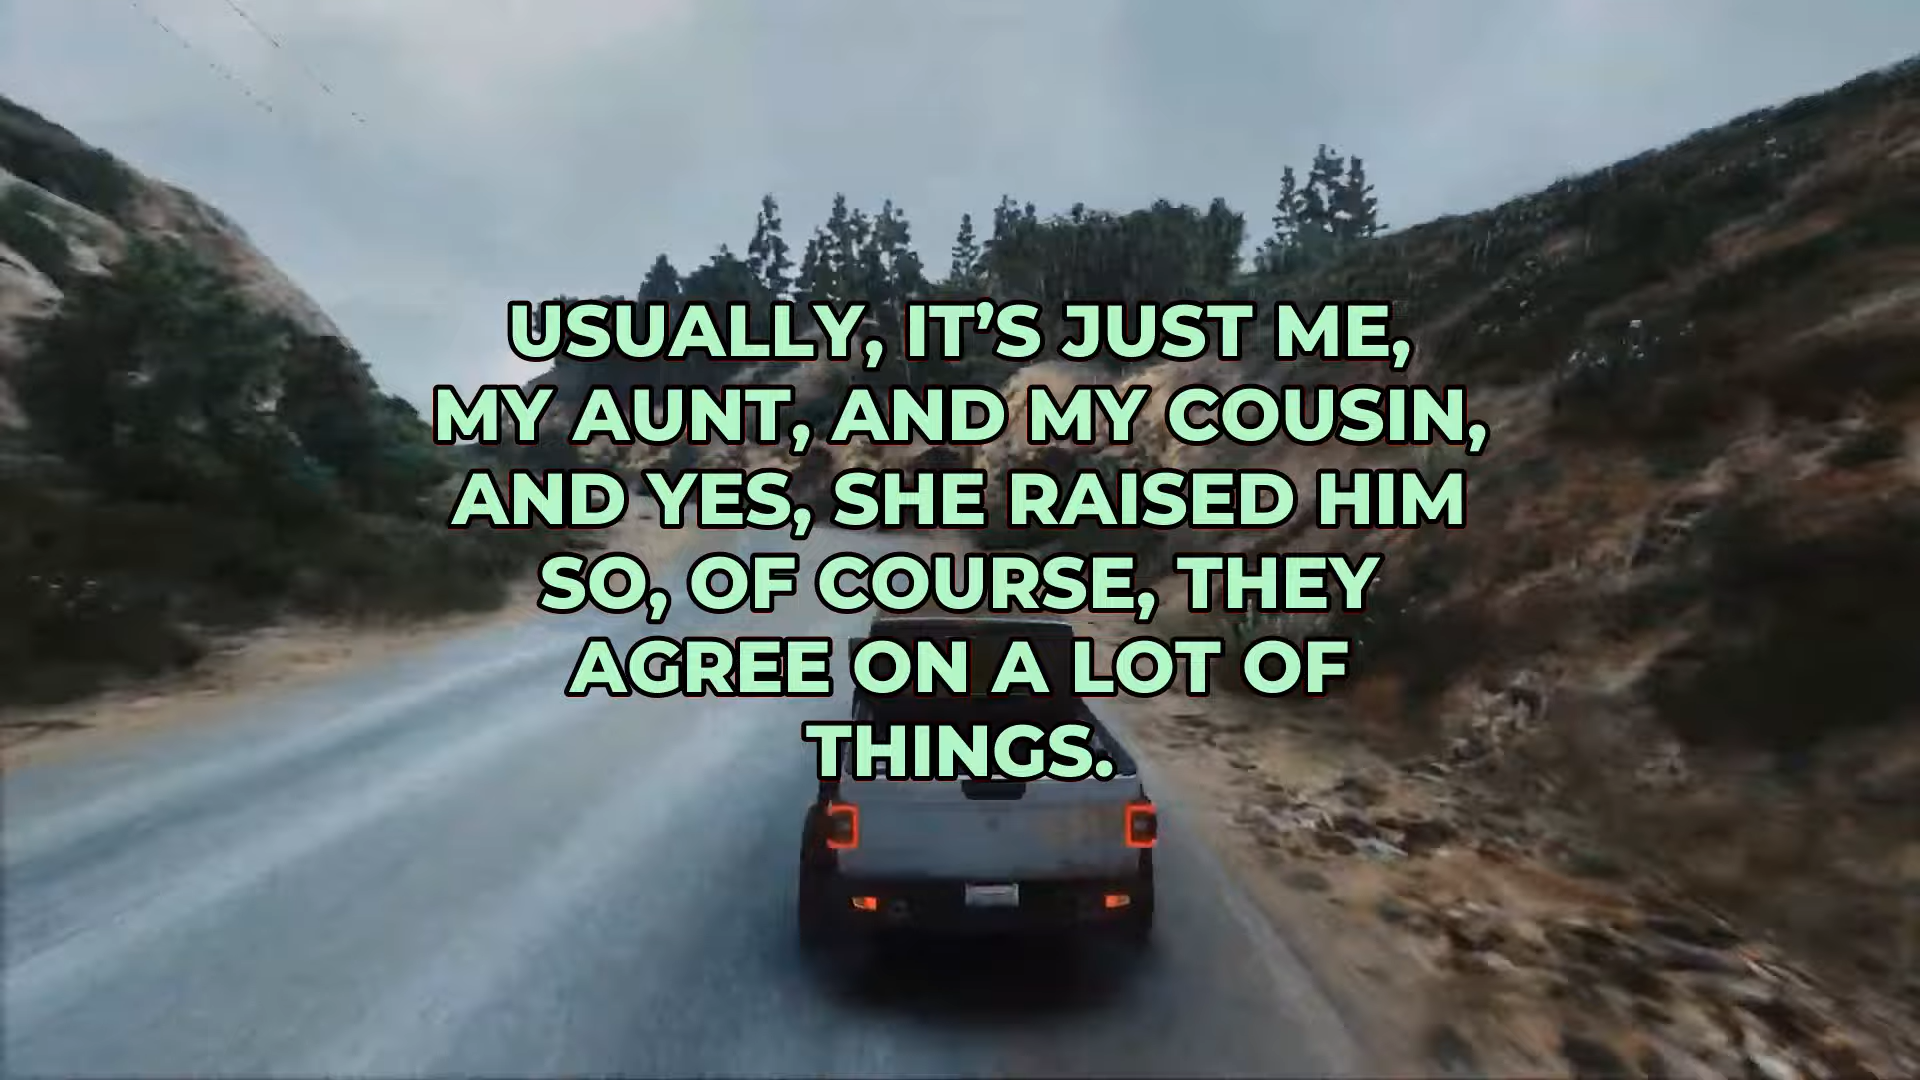 USUALLY, IT’S JUST ME,
MY AUNT, AND MY COUSIN,
AND YES, SHE RAISED HIM
SO, OF COURSE, THEY
AGREE ON A LOT OF
THINGS.